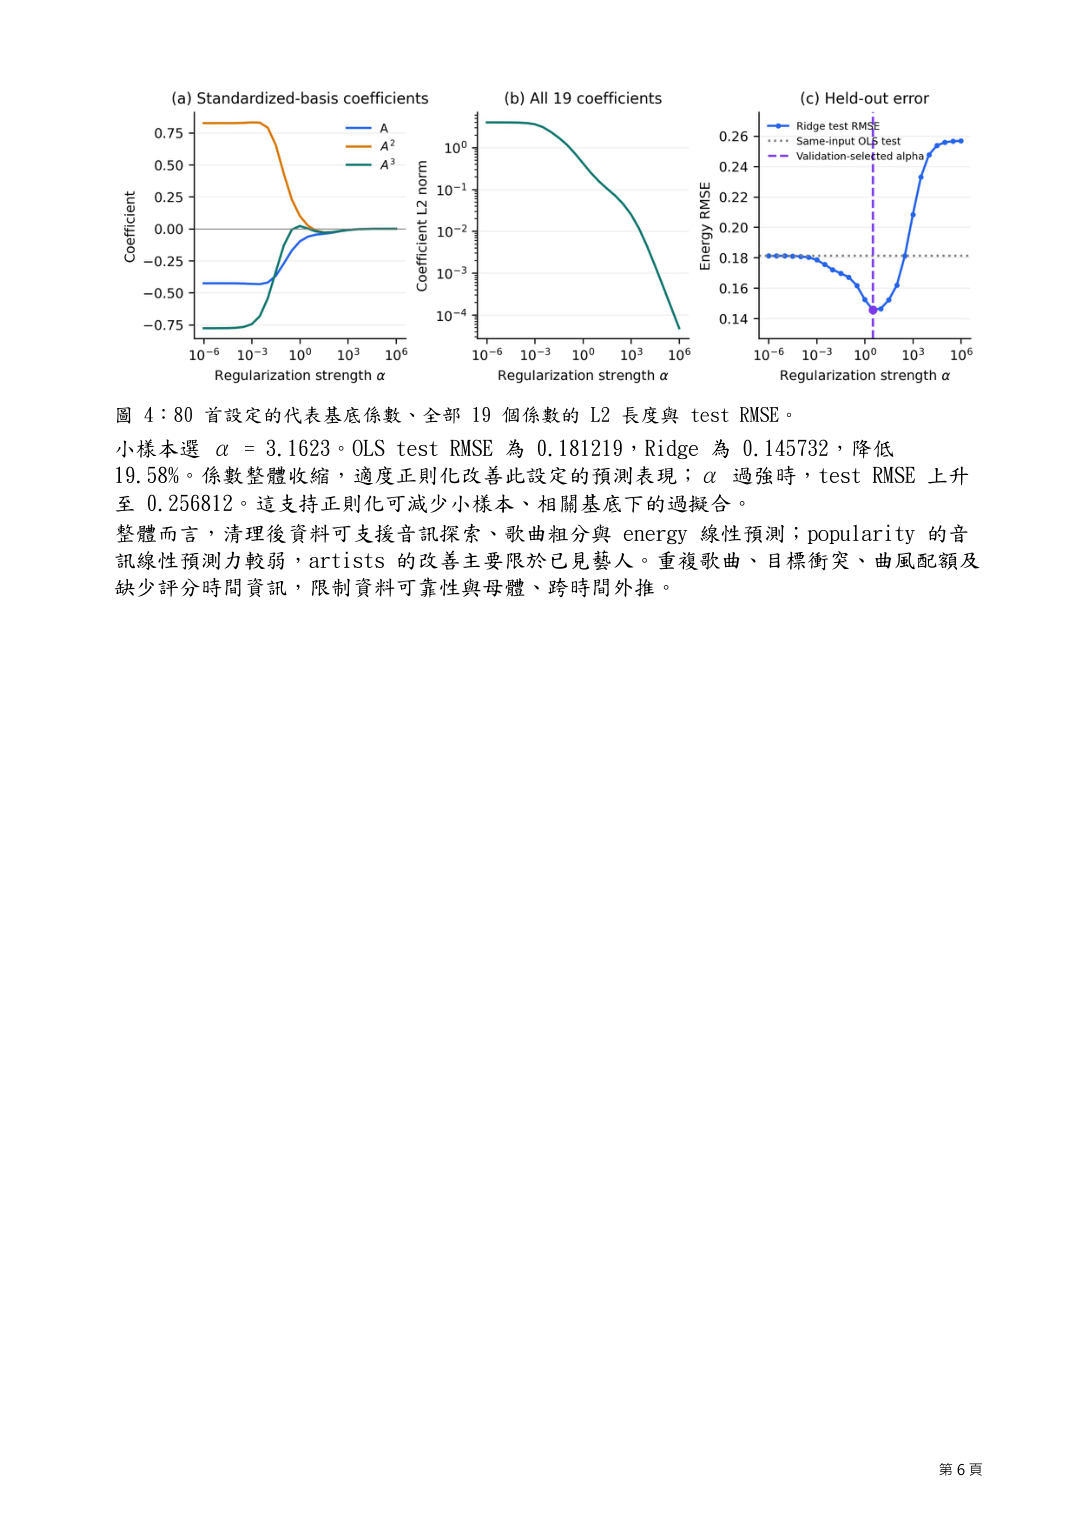 (a) Standardized-basis coefficients
(b) All 19 coefficients
(c) Held-out error
A
A²
A³
0.75
0.50
0.25
0.00
−0.25
−0.50
−0.75
Coefficient
10⁻⁶ 10⁻³ 10⁰ 10³ 10⁶
Regularization strength α
10⁰
10⁻¹
10⁻²
10⁻³
10⁻⁴
Coefficient L2 norm
10⁻⁶ 10⁻³ 10⁰ 10³ 10⁶
Regularization strength α
Ridge test RMSE
Same-input OLS test
Validation-selected alpha
0.26
0.24
0.22
0.20
0.18
0.16
0.14
Energy RMSE
10⁻⁶ 10⁻³ 10⁰ 10³ 10⁶
Regularization strength α
圖 4：80 首設定的代表基底係數、全部 19 個係數的 L2 長度與 test RMSE。
小樣本選 α = 3.1623。OLS test RMSE 為 0.181219，Ridge 為 0.145732，降低
19.58%。係數整體收縮，適度正則化改善此設定的預測表現；α 過強時，test RMSE 上升
至 0.256812。這支持正則化可減少小樣本、相關基底下的過擬合。
整體而言，清理後資料可支援音訊探索、歌曲粗分與 energy 線性預測；popularity 的音
訊線性預測力較弱，artists 的改善主要限於已見藝人。重複歌曲、目標衝突、曲風配額及
缺少評分時間資訊，限制資料可靠性與母體、跨時間外推。
第 6 頁